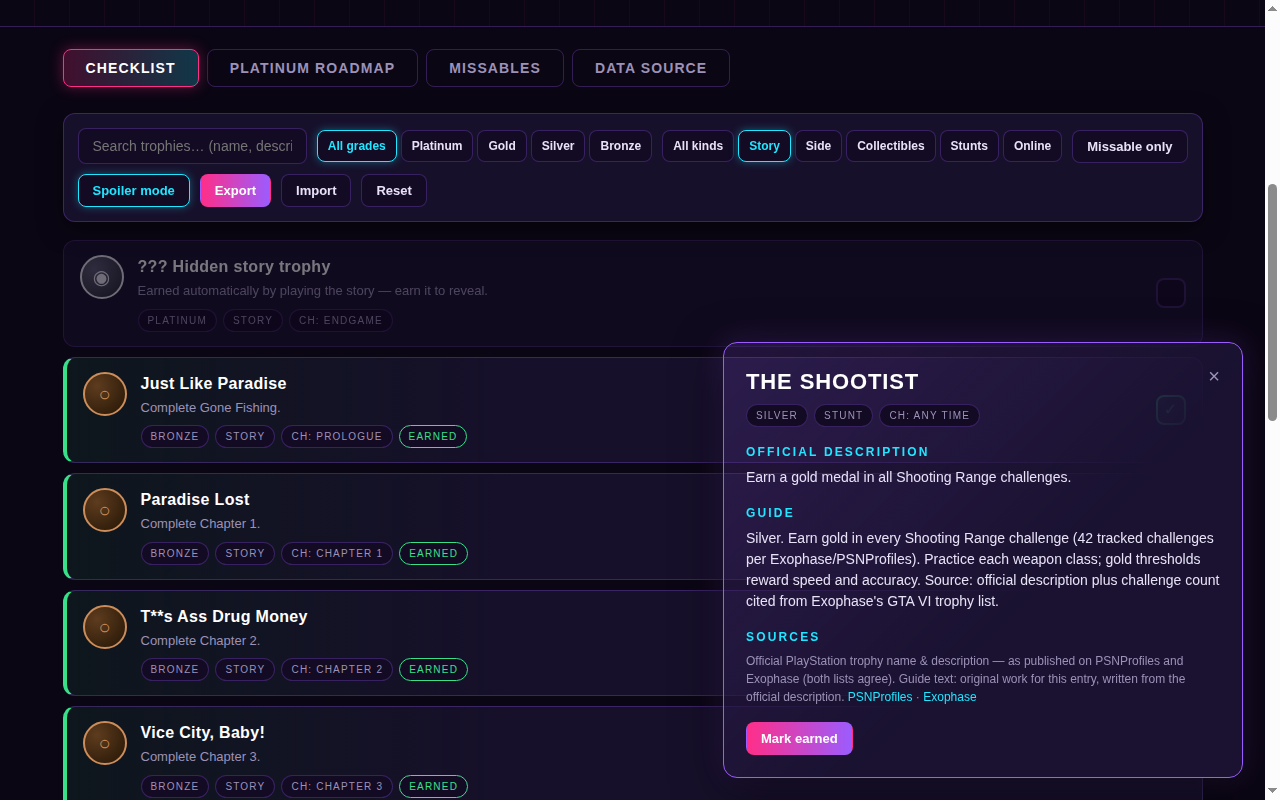 CHECKLIST PLATINUM ROADMAP MISSABLES DATA SOURCE
Search trophies… (name, descri All grades Platinum Gold Silver Bronze All kinds Story Side Collectibles Stunts Online Missable only
Spoiler mode Export Import Reset
??? Hidden story trophy
Earned automatically by playing the story — earn it to reveal.
PLATINUM STORY CH: ENDGAME
Just Like Paradise
Complete Gone Fishing.
BRONZE STORY CH: PROLOGUE EARNED
Paradise Lost
Complete Chapter 1.
BRONZE STORY CH: CHAPTER 1 EARNED
T**s Ass Drug Money
Complete Chapter 2.
BRONZE STORY CH: CHAPTER 2 EARNED
Vice City, Baby!
Complete Chapter 3.
BRONZE STORY CH: CHAPTER 3 EARNED
THE SHOOTIST ×
SILVER STUNT CH: ANY TIME
OFFICIAL DESCRIPTION
Earn a gold medal in all Shooting Range challenges.
GUIDE
Silver. Earn gold in every Shooting Range challenge (42 tracked challenges
per Exophase/PSNProfiles). Practice each weapon class; gold thresholds
reward speed and accuracy. Source: official description plus challenge count
cited from Exophase's GTA VI trophy list.
SOURCES
Official PlayStation trophy name & description — as published on PSNProfiles and
Exophase (both lists agree). Guide text: original work for this entry, written from the
official description. PSNProfiles · Exophase
Mark earned